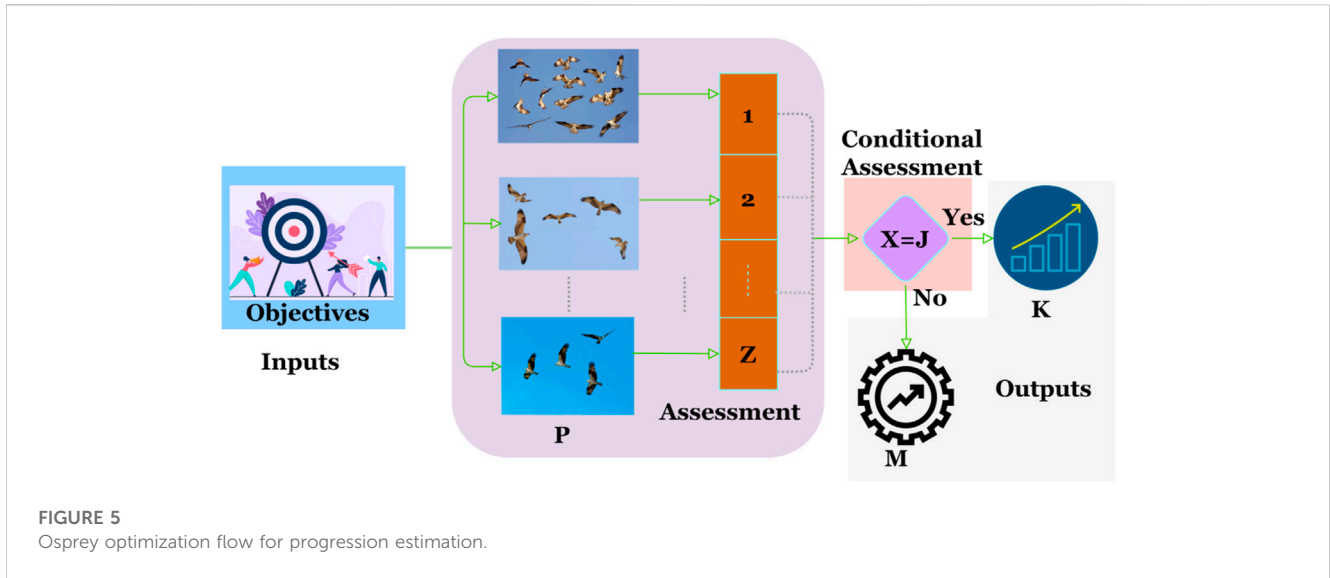 Objectives
Inputs
P
1
2
Z
Assessment
Conditional
Assessment
X=J
Yes
No
K
M
Outputs
FIGURE 5
Osprey optimization flow for progression estimation.